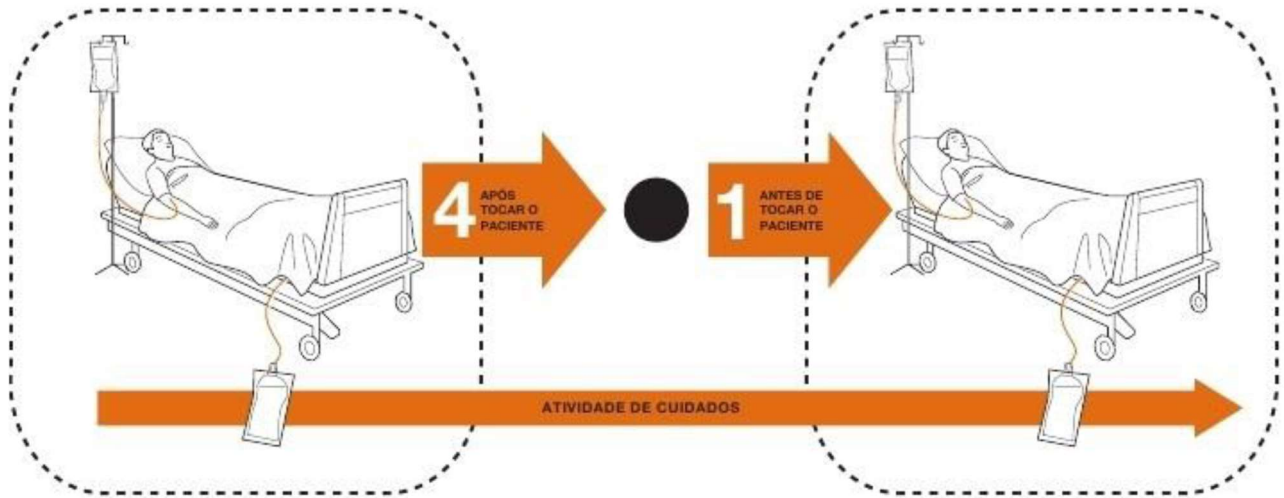 4 APÓS
TOCAR O
PACIENTE
1 ANTES DE
TOCAR O
PACIENTE
ATIVIDADE DE CUIDADOS